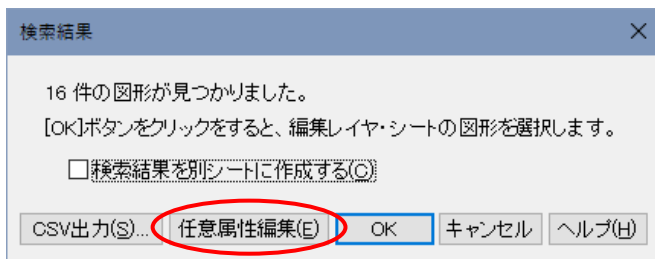 検索結果
16 件の図形が見つかりました。
[OK]ボタンをクリックをすると、編集レイヤ・シートの図形を選択します。
検索結果を別シートに作成する(C)
CSV出力(S)... 任意属性編集(E) OK キャンセル ヘルプ(H)